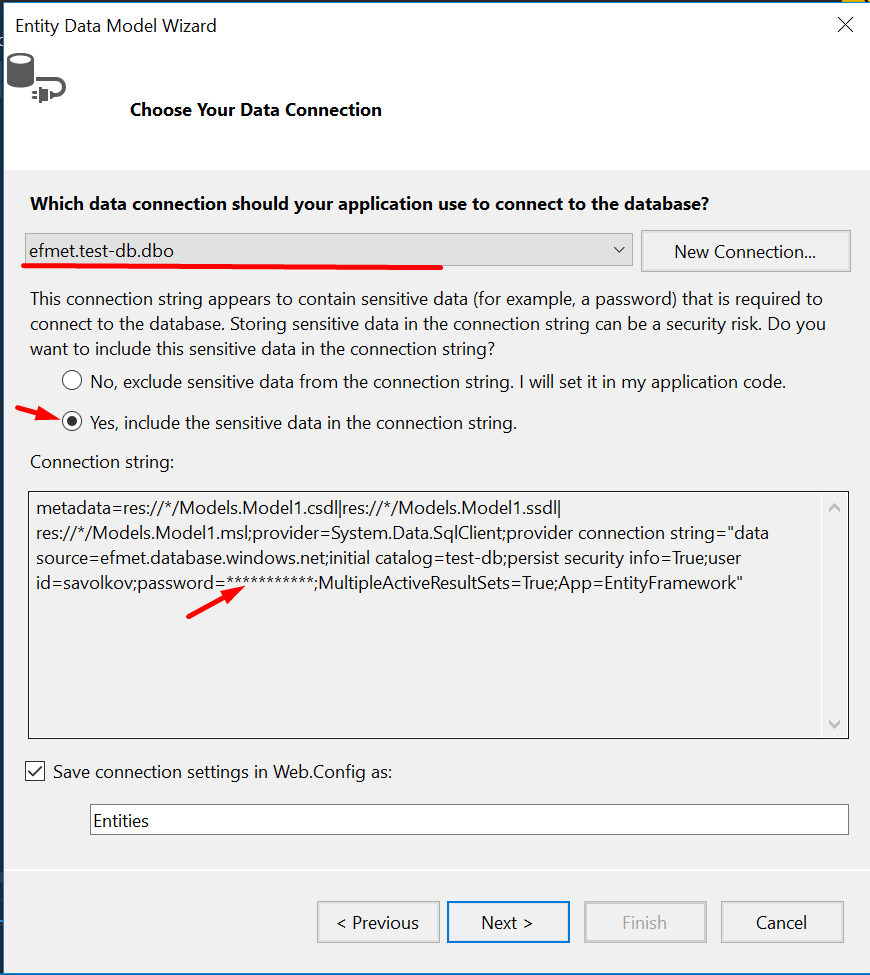 Entity Data Model Wizard
Choose Your Data Connection
Which data connection should your application use to connect to the database?
efmet.test-db.dbo
New Connection...
This connection string appears to contain sensitive data (for example, a password) that is required to
connect to the database. Storing sensitive data in the connection string can be a security risk. Do you
want to include this sensitive data in the connection string?
No, exclude sensitive data from the connection string. I will set it in my application code.
Yes, include the sensitive data in the connection string.
Connection string:
metadata=res://*/Models.Model1.csdl|res://*/Models.Model1.ssdl|
res://*/Models.Model1.msl;provider=System.Data.SqlClient;provider connection string="data
source=efmet.database.windows.net;initial catalog=test-db;persist security info=True;user
id=savolkov;password=***********;MultipleActiveResultSets=True;App=EntityFramework"
Save connection settings in Web.Config as:
Entities
< Previous
Next >
Finish
Cancel